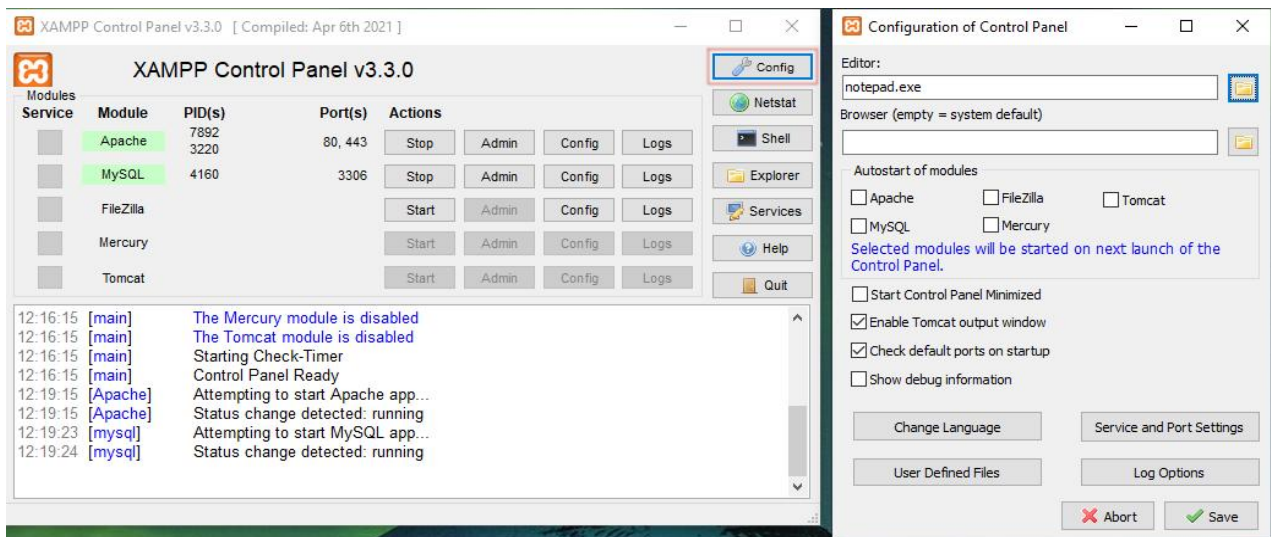 XAMPP Control Panel v3.3.0 [ Compiled: Apr 6th 2021 ]
XAMPP Control Panel v3.3.0
Config
Modules
Service Module PID(s) Port(s) Actions
Netstat
Apache 7892 3220 80, 443 Stop Admin Config Logs
Shell
MySQL 4160 3306 Stop Admin Config Logs
Explorer
FileZilla Start Admin Config Logs
Services
Mercury Start Admin Config Logs
Help
Tomcat Start Admin Config Logs
Quit
12:16:15 [main] The Mercury module is disabled
12:16:15 [main] The Tomcat module is disabled
12:16:15 [main] Starting Check-Timer
12:16:15 [main] Control Panel Ready
12:19:15 [Apache] Attempting to start Apache app...
12:19:15 [Apache] Status change detected: running
12:19:23 [mysql] Attempting to start MySQL app...
12:19:24 [mysql] Status change detected: running
Configuration of Control Panel
Editor:
notepad.exe
Browser (empty = system default)
Autostart of modules
Apache FileZilla Tomcat
MySQL Mercury
Selected modules will be started on next launch of the
Control Panel.
Start Control Panel Minimized
Enable Tomcat output window
Check default ports on startup
Show debug information
Change Language Service and Port Settings
User Defined Files Log Options
Abort Save